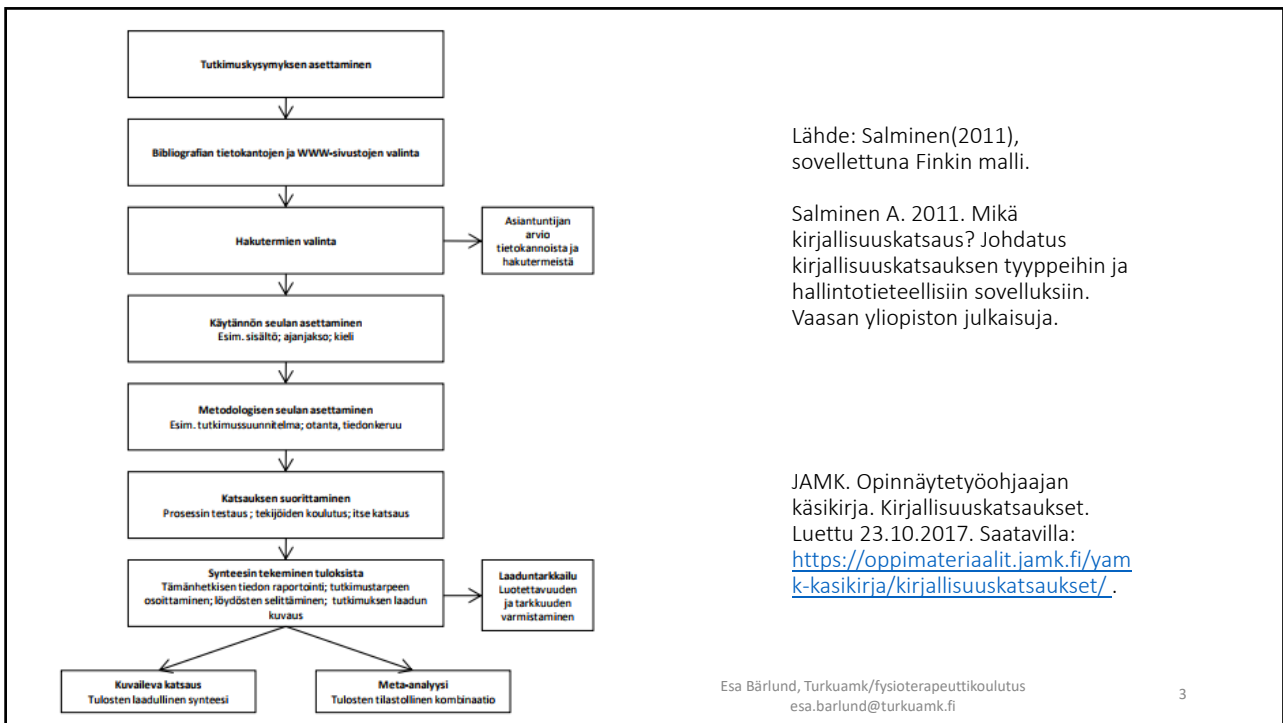 Tutkimuskysymyksen asettaminen
Bibliografian tietokantojen ja WWW-sivustojen valinta
Hakutermien valinta
Asiantuntijan
arvio
tietokannoista ja
hakutermeistä
Käytännön seulan asettaminen
Esim. sisältö; ajanjakso; kieli
Metodologisen seulan asettaminen
Esim. tutkimussuunnitelma; otanta, tiedonkeruu
Katsauksen suorittaminen
Prosessin testaus ; tekijöiden koulutus; itse katsaus
Synteesin tekeminen tuloksista
Tämänhetkisen tiedon raportointi; tutkimustarpeen
osoittaminen; löydösten selittäminen; tutkimuksen laadun
kuvaus
Laaduntarkkailu
Luotettavuuden
ja tarkkuuden
varmistaminen
Kuvaileva katsaus
Tulosten laadullinen synteesi
Meta-analyysi
Tulosten tilastollinen kombinaatio
Lähde: Salminen(2011),
sovellettuna Finkin malli.
Salminen A. 2011. Mikä
kirjallisuuskatsaus? Johdatus
kirjallisuuskatsauksen tyyppeihin ja
hallintotieteellisiin sovelluksiin.
Vaasan yliopiston julkaisuja.
JAMK. Opinnäytetyöohjaajan
käsikirja. Kirjallisuuskatsaukset.
Luettu 23.10.2017. Saatavilla:
https://oppimateriaalit.jamk.fi/yam
k-kasikirja/kirjallisuuskatsaukset/ .
Esa Bärlund, Turkuamk/fysioterapeuttikoulutus
esa.barlund@turkuamk.fi
3